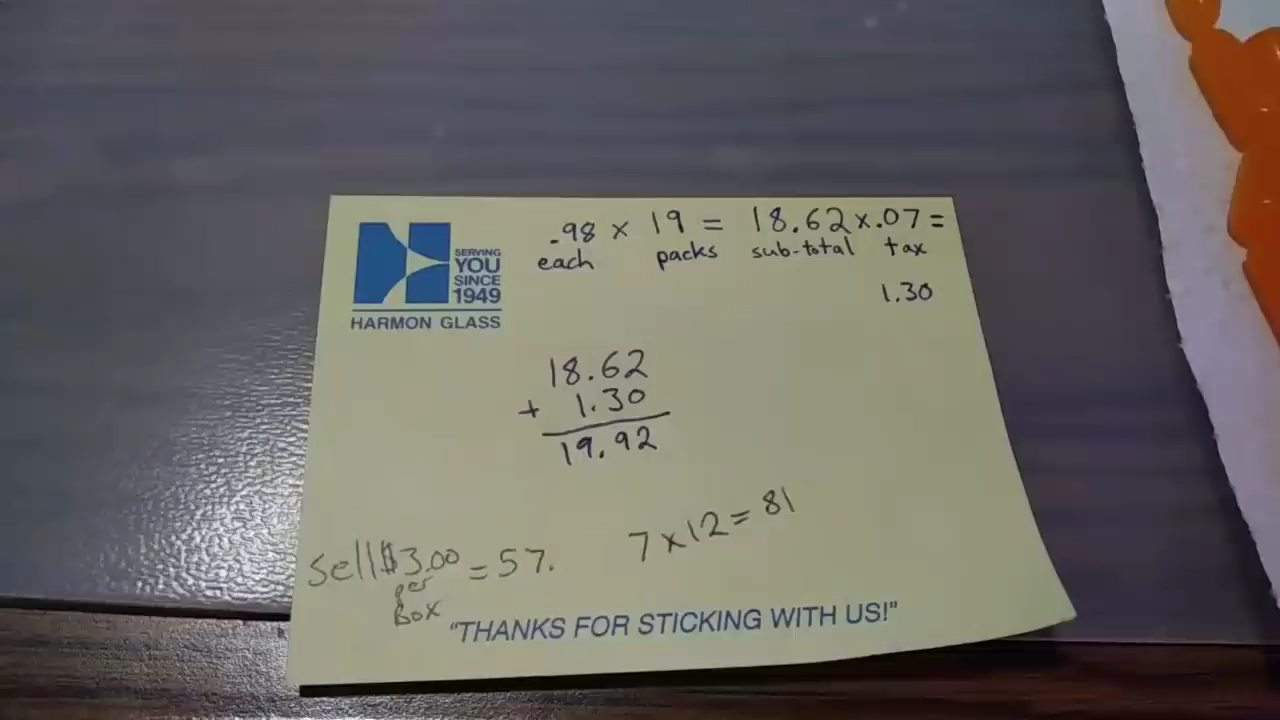 SERVING
YOU
SINCE
1949
HARMON GLASS
.98 x 19 = 18.62 x .07 =
each packs sub-total tax
1.30
18.62
+ 1.30
19.92
Sell $3.00 = 57.
per
Box
7 x 12 = 81
"THANKS FOR STICKING WITH US!"